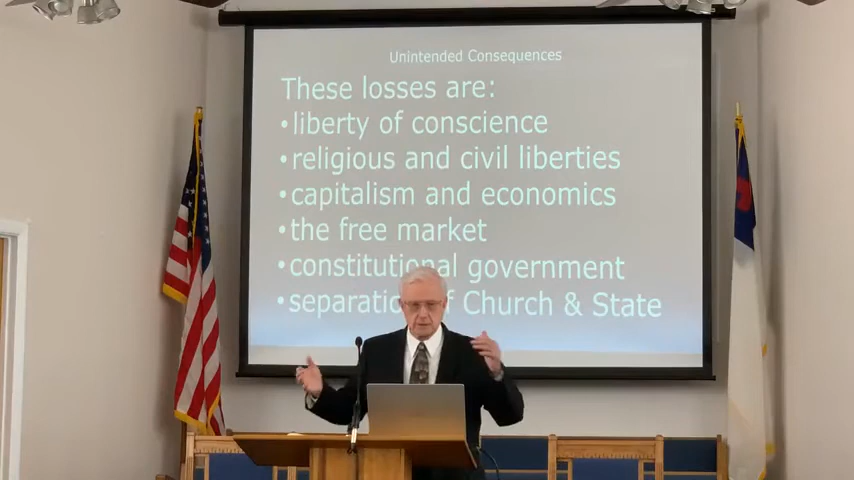 Unintended Consequences
These losses are:
•liberty of conscience
•religious and civil liberties
•capitalism and economics
•the free market
•constitutional government
•separatio f Church & State